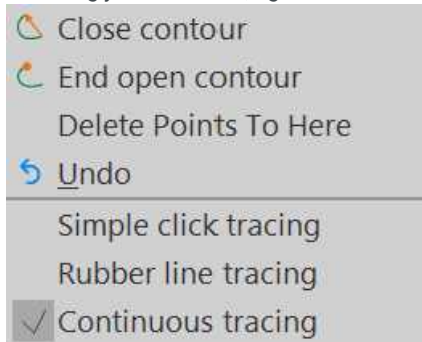 Close contour
End open contour
Delete Points To Here
Undo
Simple click tracing
Rubber line tracing
Continuous tracing